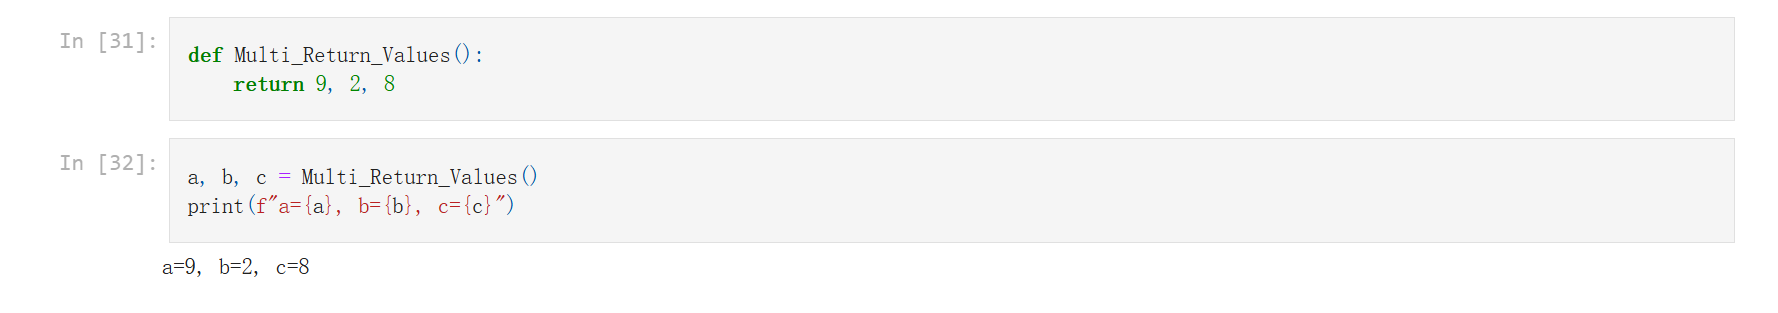 In [31]:
def Multi_Return_Values():
    return 9, 2, 8
In [32]:
a, b, c = Multi_Return_Values()
print(f"a={a}, b={b}, c={c}")
a=9, b=2, c=8